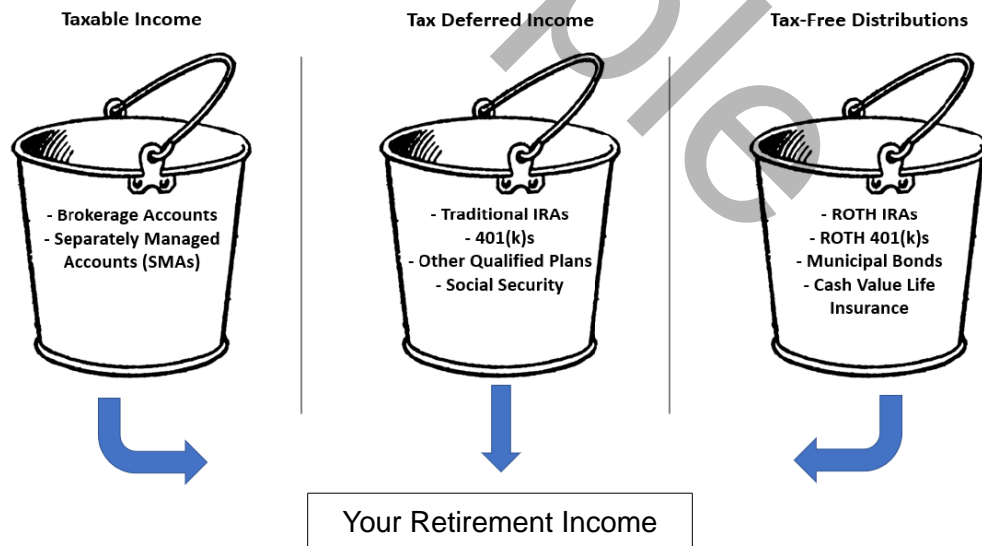 Taxable Income
Tax Deferred Income
Tax-Free Distributions
- Brokerage Accounts
- Separately Managed
Accounts (SMAs)
- Traditional IRAs
- 401(k)s
- Other Qualified Plans
- Social Security
- ROTH IRAs
- ROTH 401(k)s
- Municipal Bonds
- Cash Value Life
Insurance
Your Retirement Income